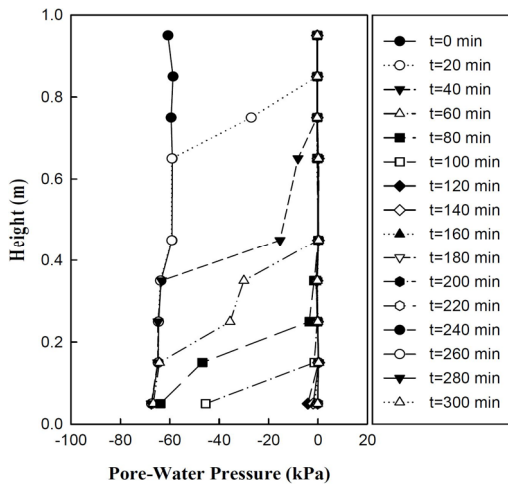 1.0
0.8
0.6
0.4
0.2
0.0
Height (m)
-100 -80 -60 -40 -20 0 20
Pore-Water Pressure (kPa)
t=0 min
t=20 min
t=40 min
t=60 min
t=80 min
t=100 min
t=120 min
t=140 min
t=160 min
t=180 min
t=200 min
t=220 min
t=240 min
t=260 min
t=280 min
t=300 min